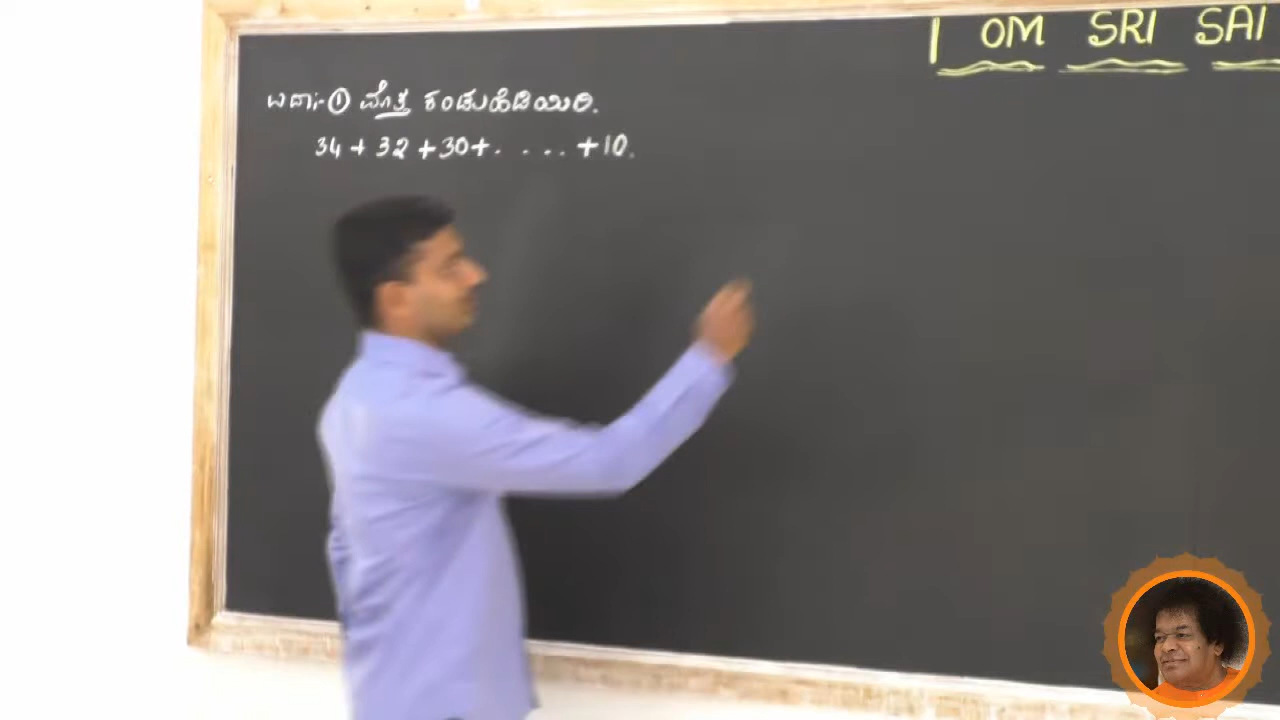 | OM SRI SAI
ಉದಾ:- ① ಮೊತ್ತ ಕಂಡುಹಿಡಿಯಿರಿ.
34 + 32 + 30 + . . . . + 10.